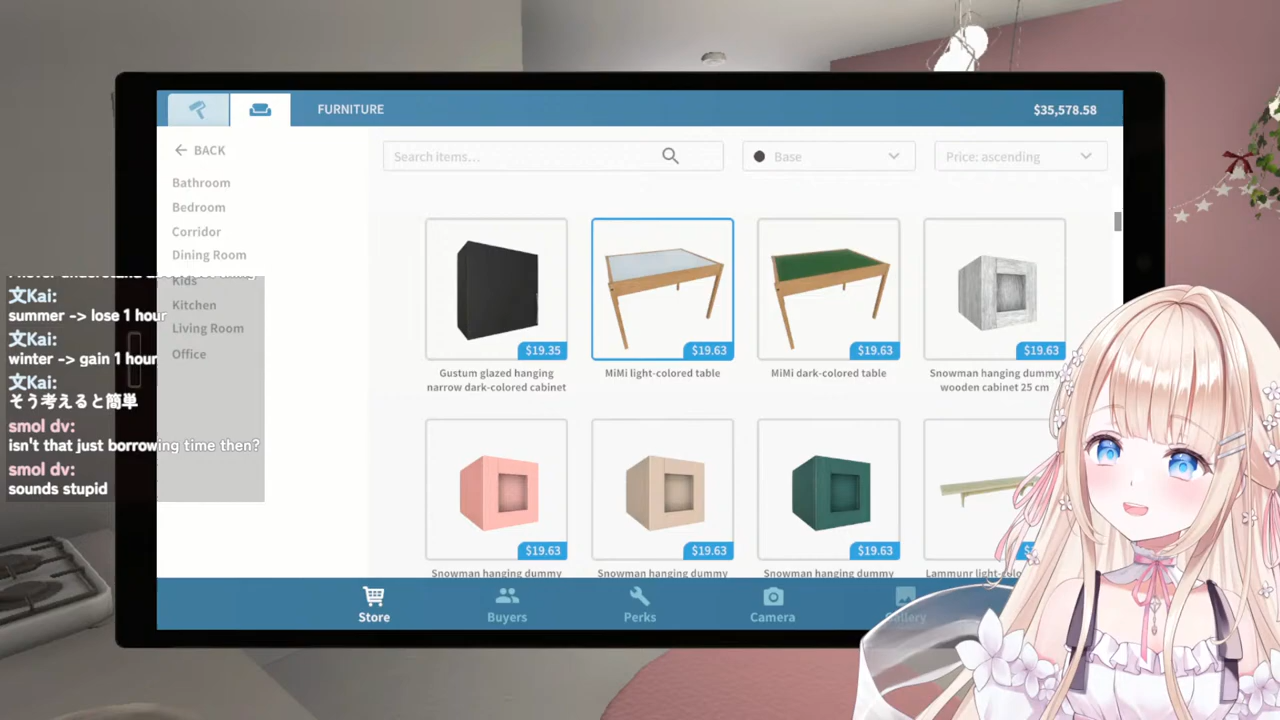 FURNITURE
$35,578.58
BACK
Search items...
Base
Price: ascending
Bathroom
Bedroom
Corridor
Dining Room
Kids
Kitchen
Living Room
Office
文Kai:
summer -> lose 1 hour
文Kai:
winter -> gain 1 hour
文Kai:
そう考えると簡単
smol dv:
isn't that just borrowing time then?
smol dv:
sounds stupid
$19.35
$19.63
$19.63
$19.63
Gustum glazed hanging
narrow dark-colored cabinet
MiMi light-colored table
MiMi dark-colored table
Snowman hanging dummy
wooden cabinet 25 cm
$19.63
$19.63
$19.63
Snowman hanging dummy
Snowman hanging dummy
Snowman hanging dummy
Lammunr
Store
Buyers
Perks
Camera
Gallery